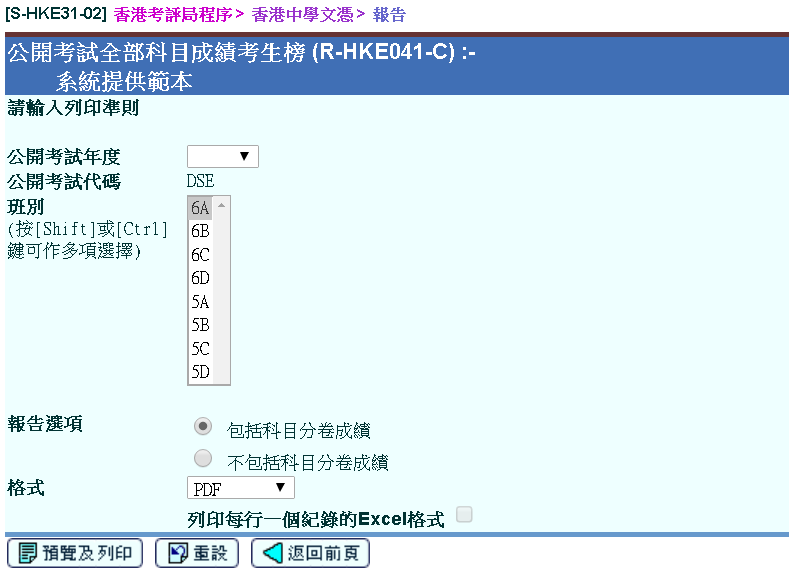 [S-HKE31-02] 香港考評局程序> 香港中學文憑> 報告
公開考試全部科目成績考生榜 (R-HKE041-C) :-
系統提供範本
請輸入列印準則
公開考試年度
公開考試代碼 DSE
班別
(按[Shift]或[Ctrl]
鍵可作多項選擇)
6A
6B
6C
6D
5A
5B
5C
5D
報告選項 包括科目分卷成績
不包括科目分卷成績
格式 PDF
列印每行一個紀錄的Excel格式
預覽及列印 重設 返回前頁